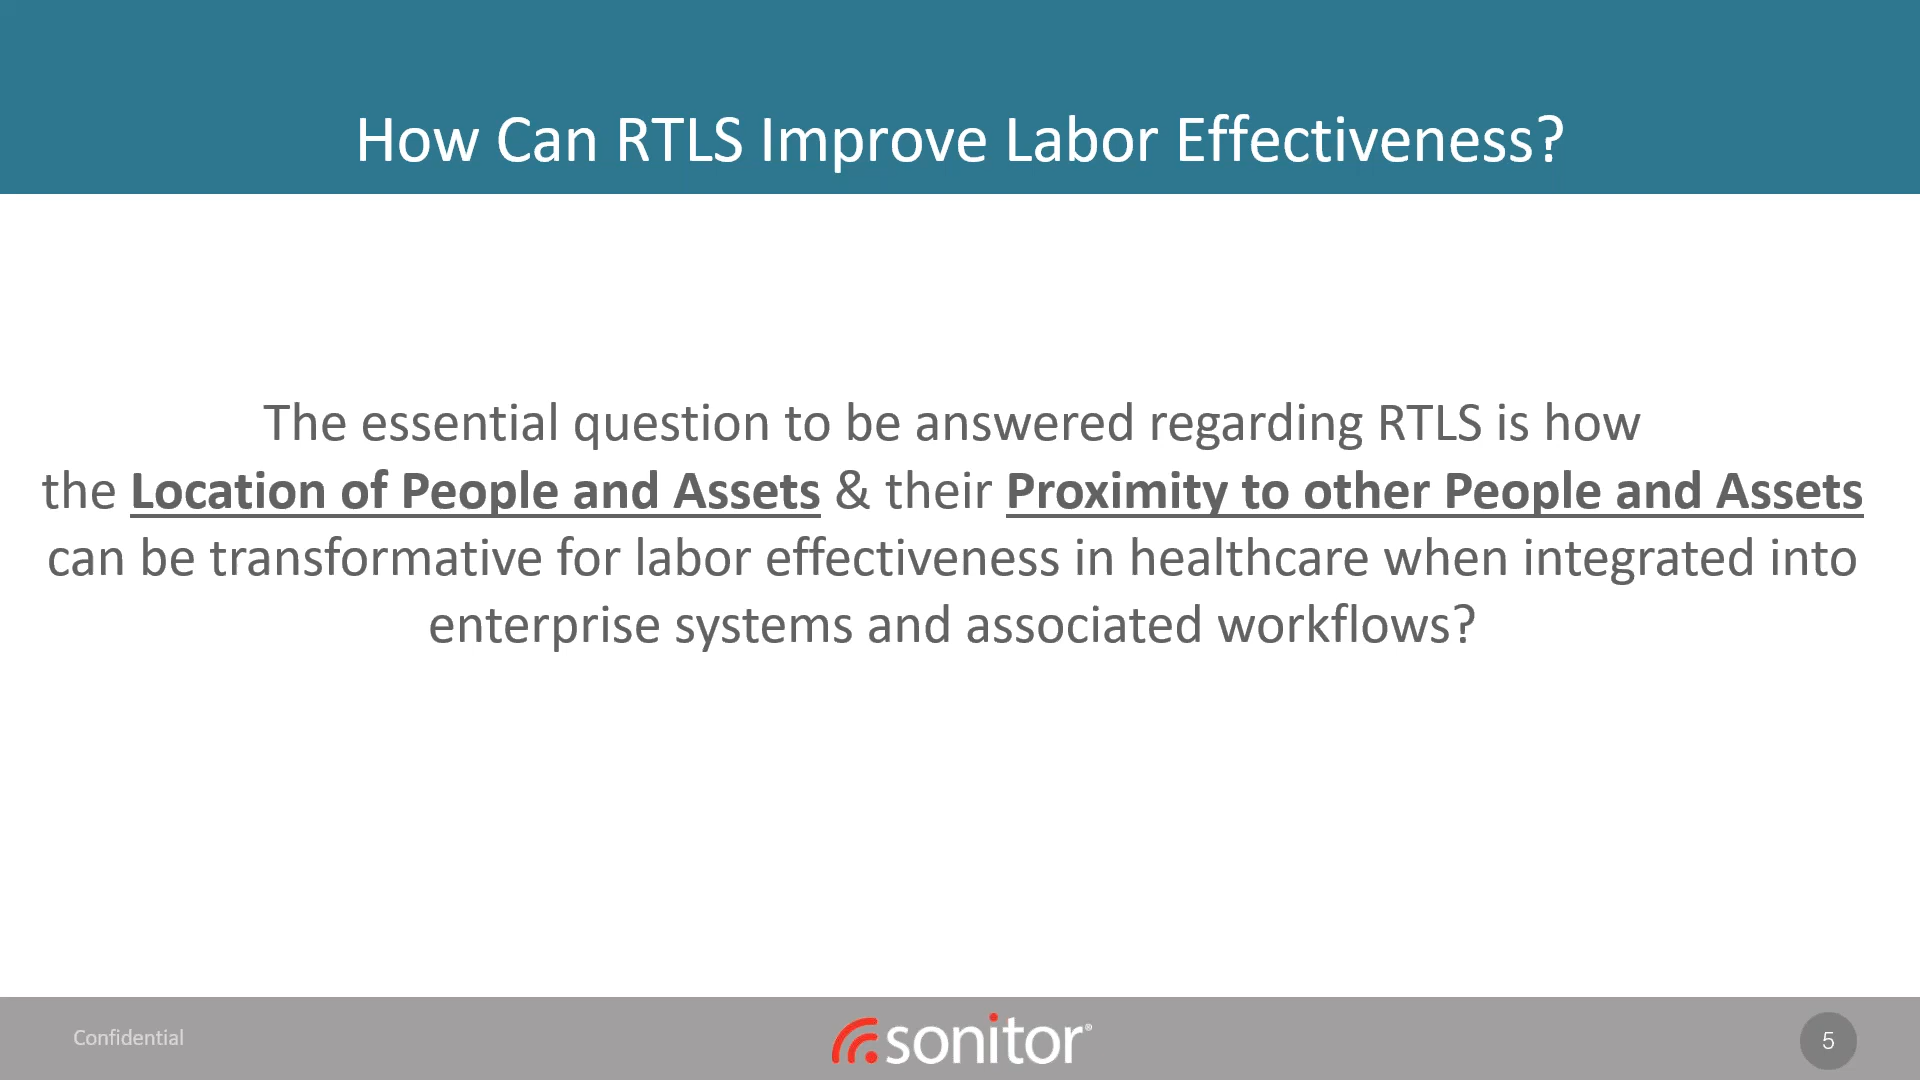 How Can RTLS Improve Labor Effectiveness?
The essential question to be answered regarding RTLS is how
the Location of People and Assets & their Proximity to other People and Assets
can be transformative for labor effectiveness in healthcare when integrated into
enterprise systems and associated workflows?
Confidential
sonitor®
5